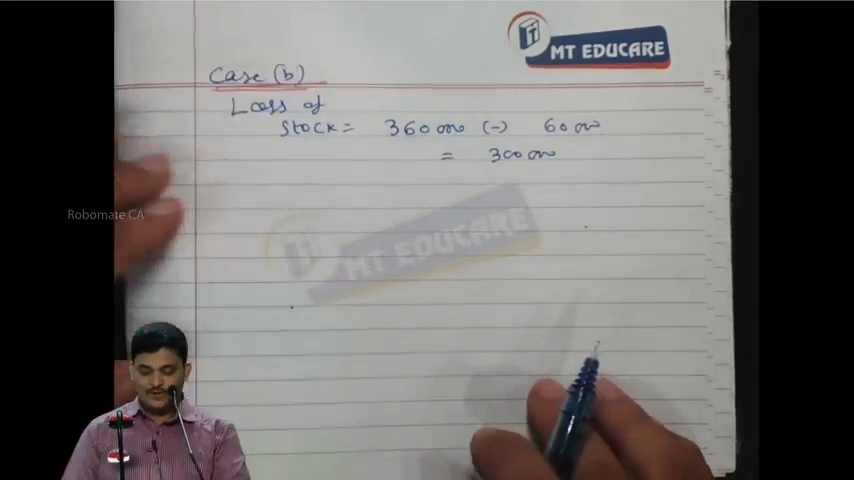 MT EDUCARE
Case (b)
Loss of
Stock = 360000 (-) 60000
= 300000
Robomate CA
MT EDUCARE